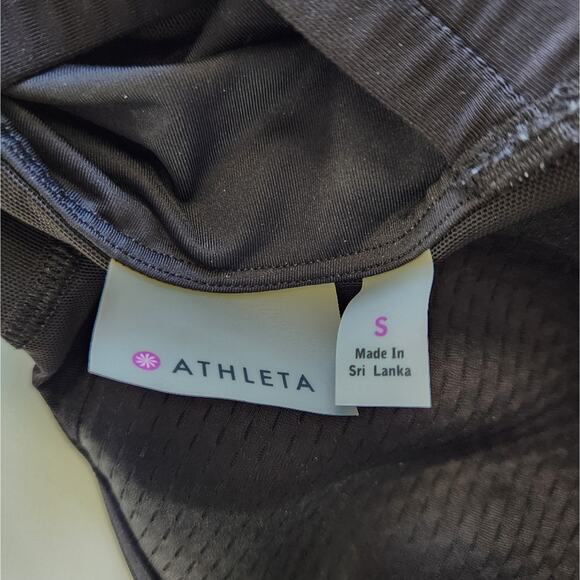 ATHLETA
S
Made In
Sri Lanka